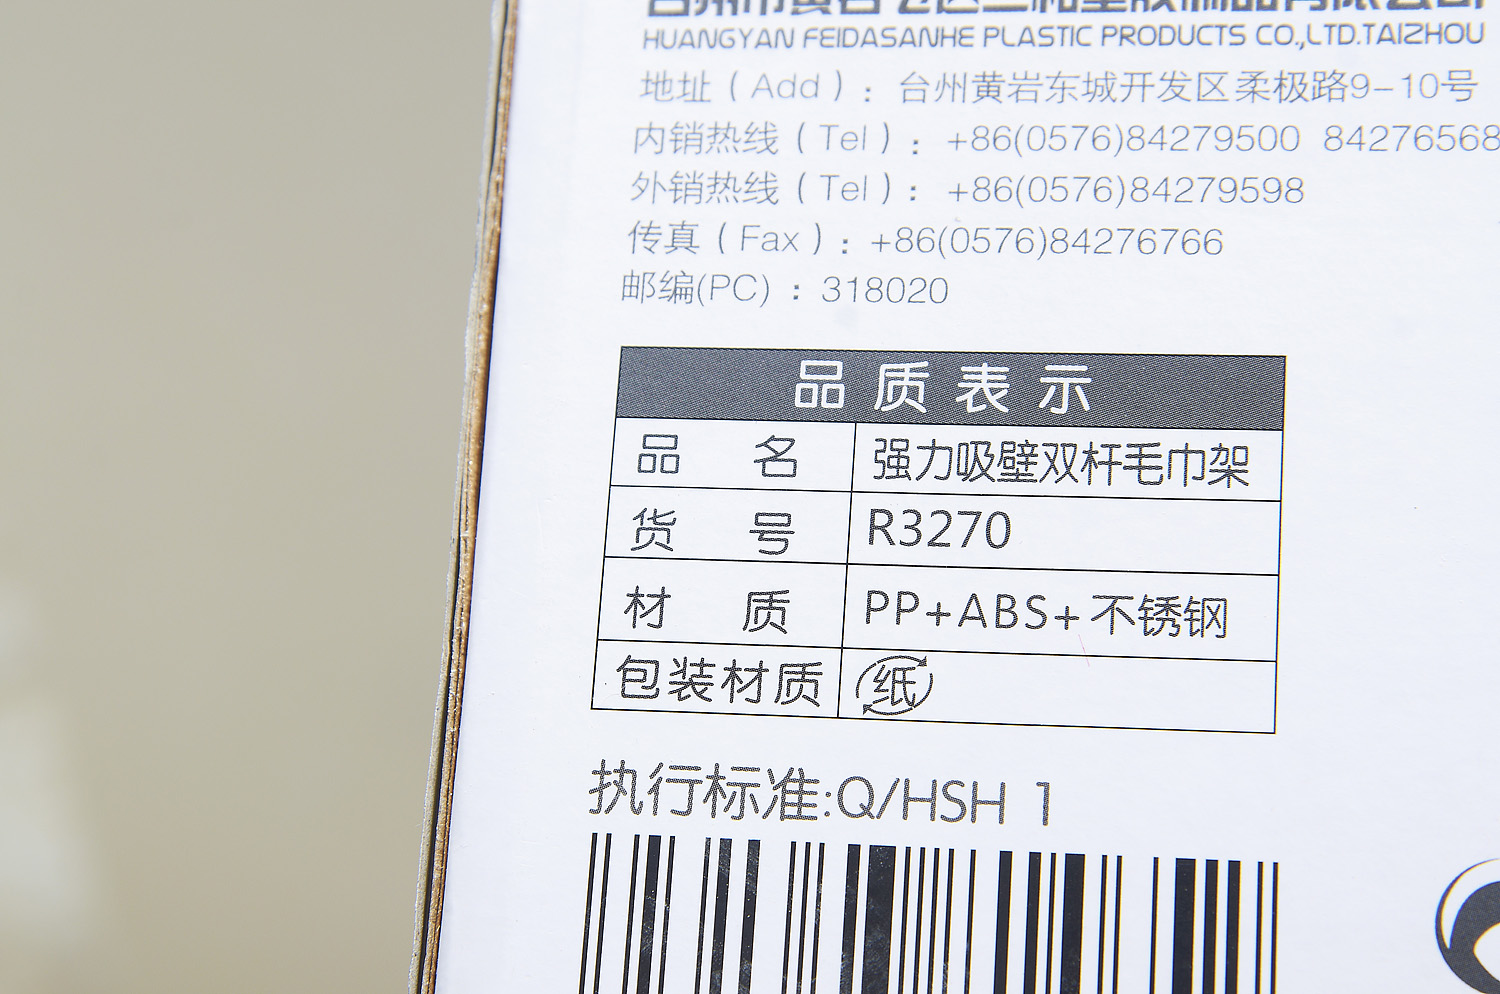 HUANGYAN FEIDASANHE PLASTIC PRODUCTS CO.,LTD.TAIZHOU
地址（Add）：台州黄岩东城开发区柔极路9-10号
内销热线（Tel）：+86(0576)84279500 84276568
外销热线（Tel）：+86(0576)84279598
传真（Fax）：+86(0576)84276766
邮编(PC)：318020
品质表示
品名 强力吸壁双杆毛巾架
货号 R3270
材质 PP+ABS+不锈钢
包装材质 纸
执行标准:Q/HSH 1